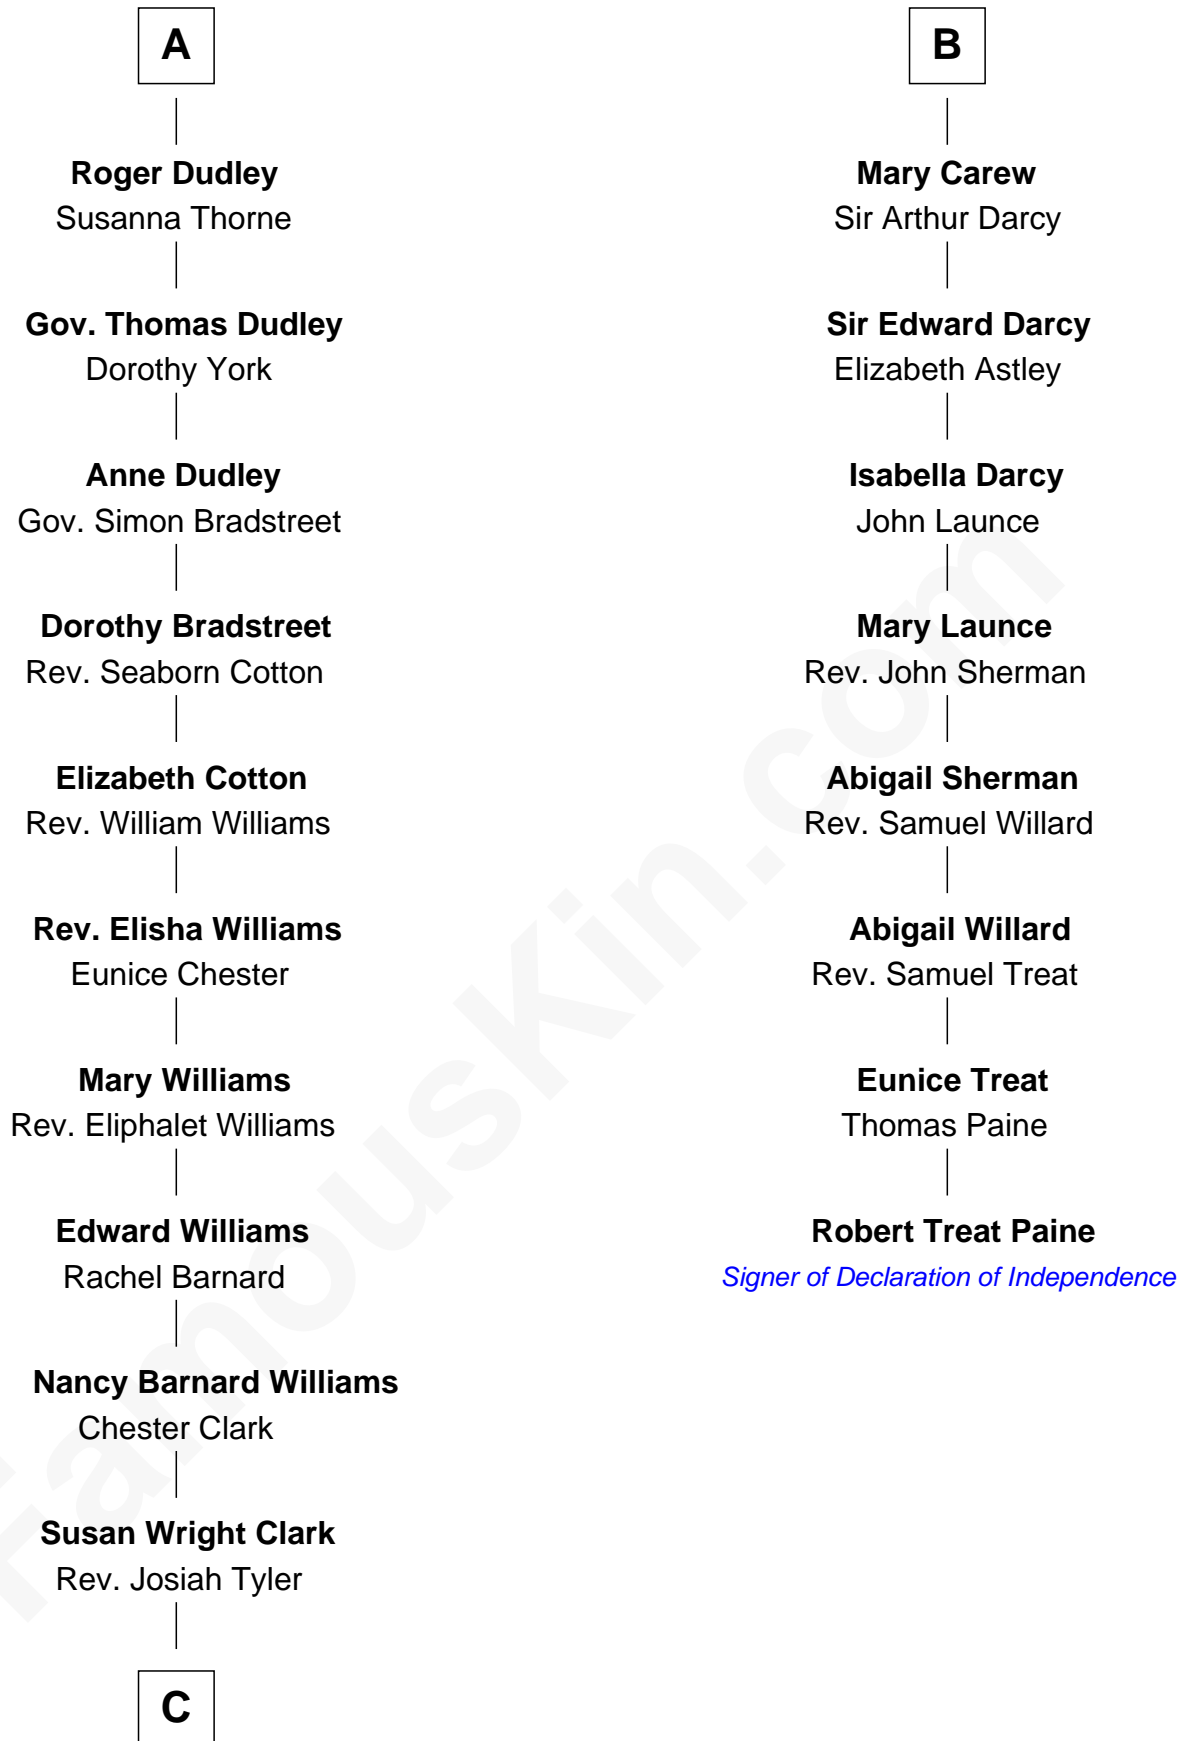 A
Roger Dudley
Susanna Thorne
Gov. Thomas Dudley
Dorothy York
Anne Dudley
Gov. Simon Bradstreet
Dorothy Bradstreet
Rev. Seaborn Cotton
Elizabeth Cotton
Rev. William Williams
Rev. Elisha Williams
Eunice Chester
Mary Williams
Rev. Eliphalet Williams
Edward Williams
Rachel Barnard
Nancy Barnard Williams
Chester Clark
Susan Wright Clark
Rev. Josiah Tyler
C
B
Mary Carew
Sir Arthur Darcy
Sir Edward Darcy
Elizabeth Astley
Isabella Darcy
John Launce
Mary Launce
Rev. John Sherman
Abigail Sherman
Rev. Samuel Willard
Abigail Willard
Rev. Samuel Treat
Eunice Treat
Thomas Paine
Robert Treat Paine
Signer of Declaration of Independence
FamousKin.com